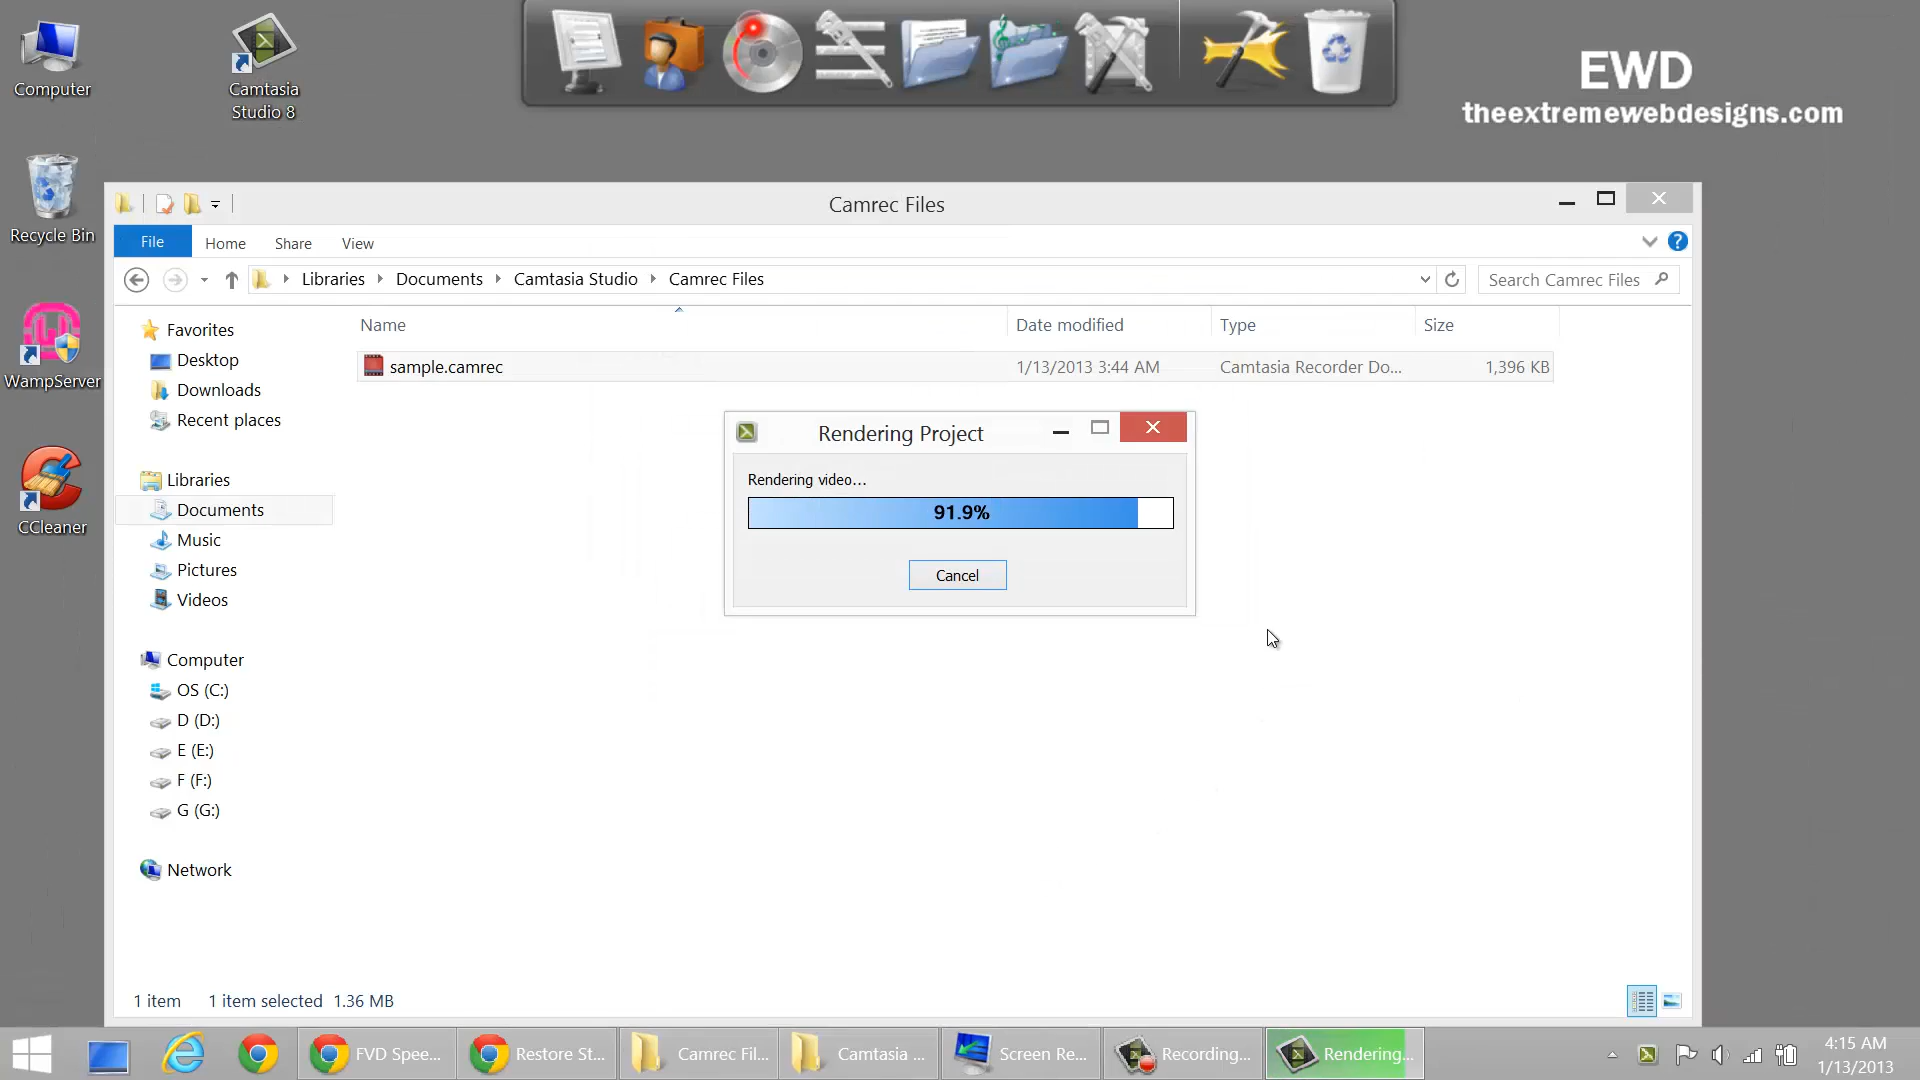 Computer
Camtasia
Studio 8
EWD
theextremewebdesigns.com
Recycle Bin
WampServer
CCleaner
Camrec Files
File
Home
Share
View
Libraries
Documents
Camtasia Studio
Camrec Files
Search Camrec Files
Name
Date modified
Type
Size
sample.camrec
1/13/2013 3:44 AM
Camtasia Recorder Do...
1,396 KB
Favorites
Desktop
Downloads
Recent places
Libraries
Documents
Music
Pictures
Videos
Computer
OS (C:)
D (D:)
E (E:)
F (F:)
G (G:)
Network
Rendering Project
Rendering video...
91.9%
Cancel
1 item
1 item selected
1.36 MB
FVD Spee...
Restore St...
Camrec Fil...
Camtasia ...
Screen Re...
Recording...
Rendering...
4:15 AM
1/13/2013